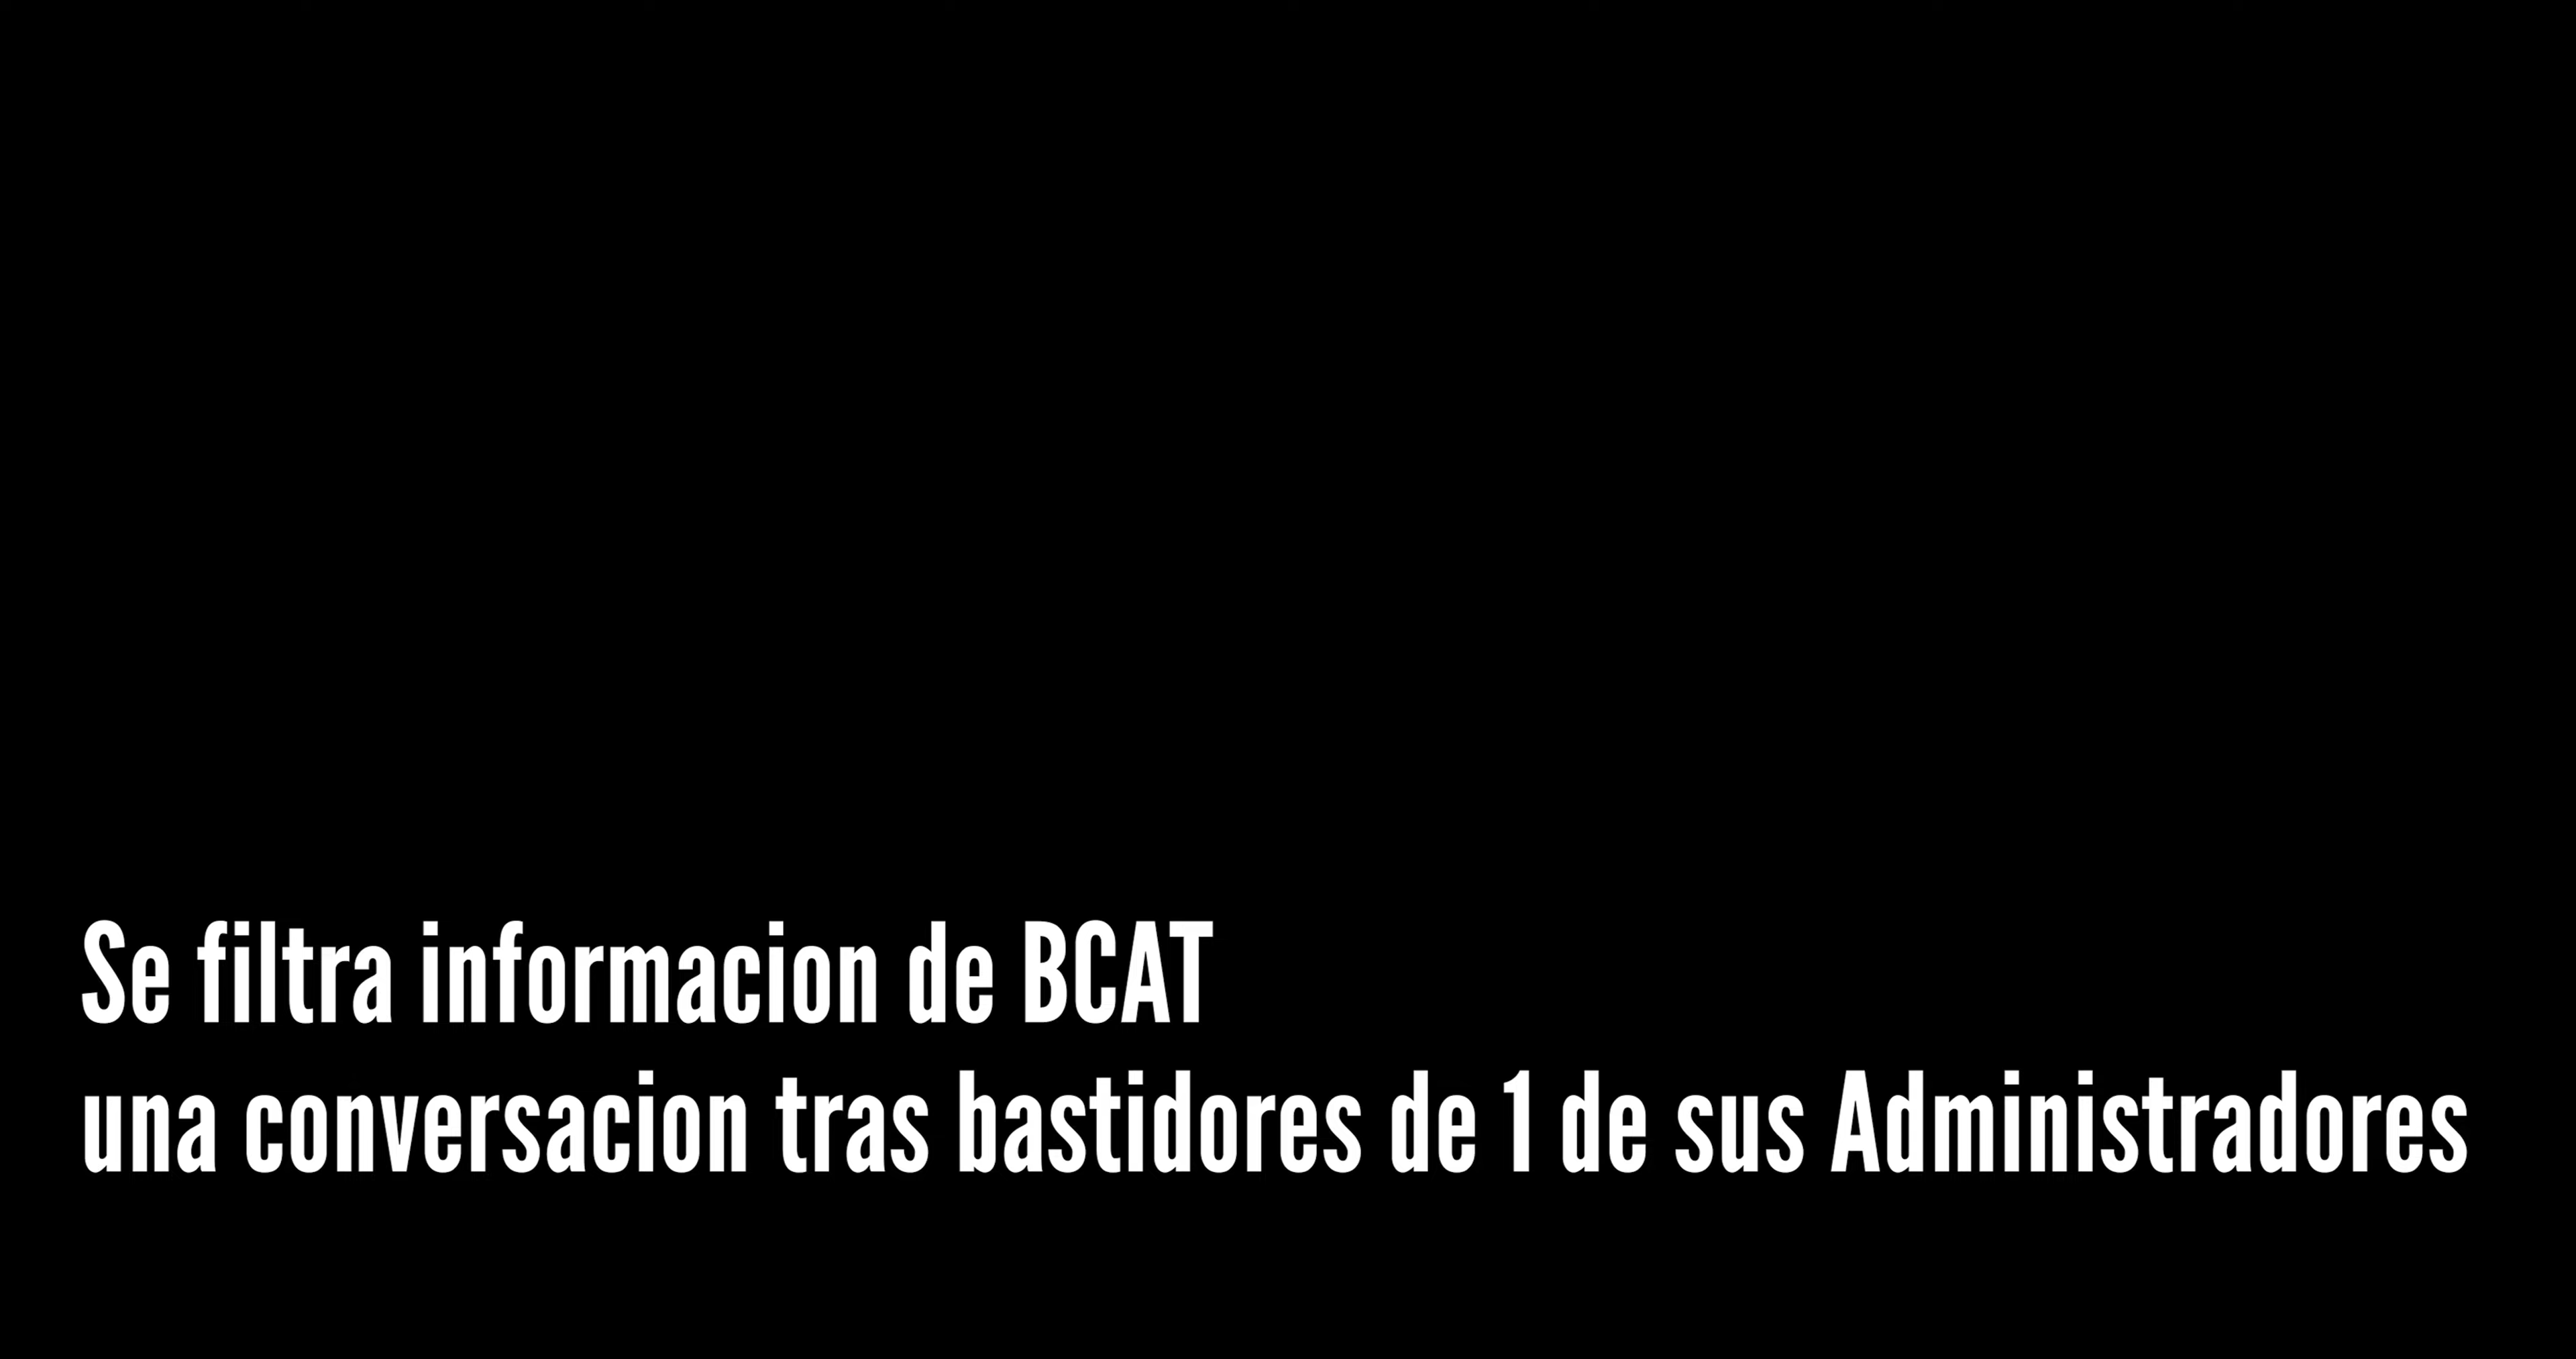 Se filtra informacion de BCAT
una conversacion tras bastidores de 1 de sus Administradores